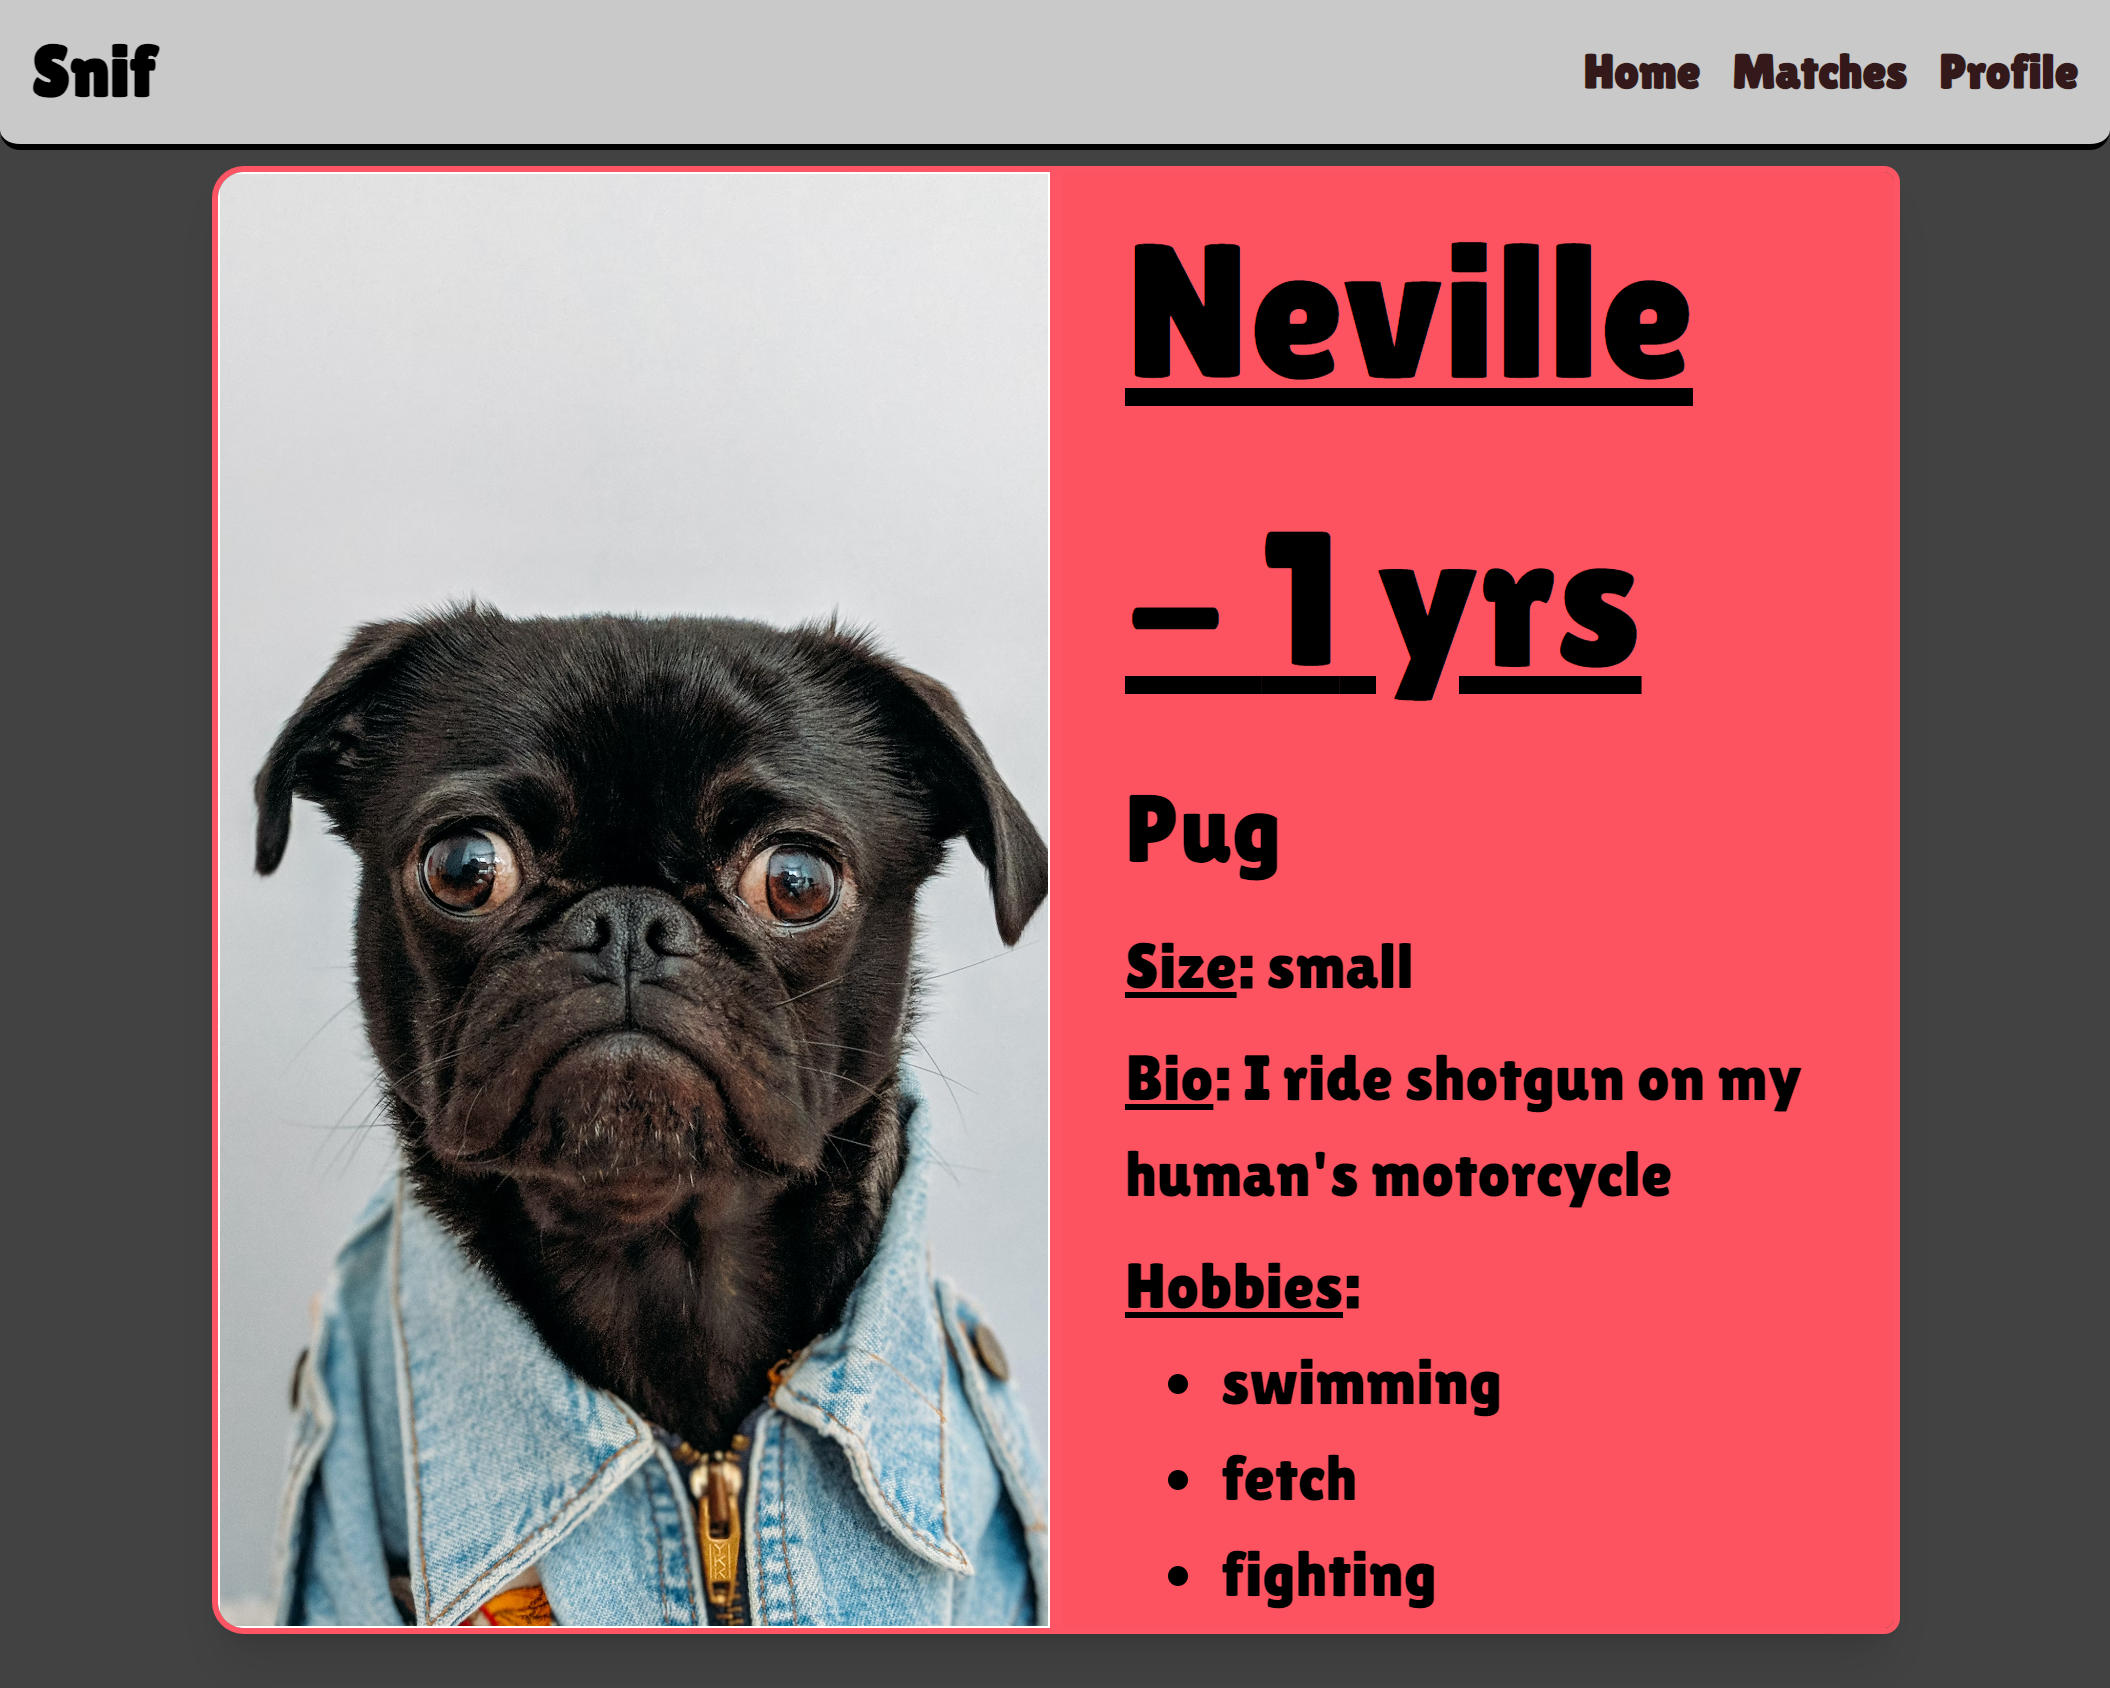 Snif
Home Matches Profile
Neville
– 1 yrs
Pug
Size: small
Bio: I ride shotgun on my
human's motorcycle
Hobbies:
• swimming
• fetch
• fighting
YKK